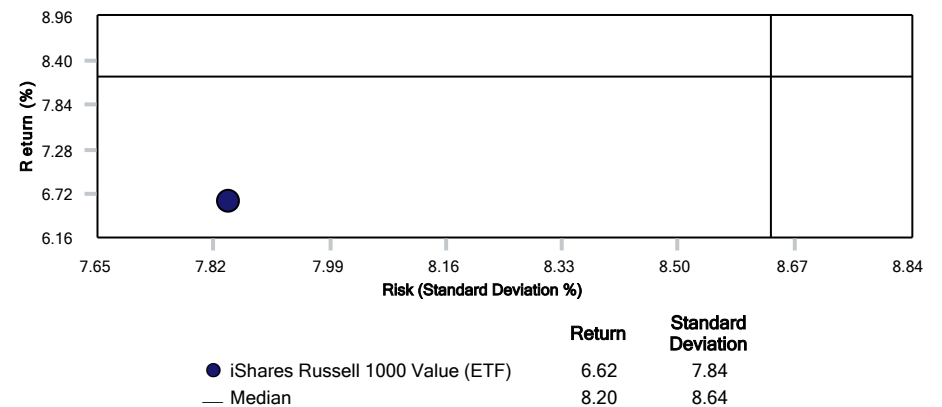 8.96
8.40
7.84
7.28
6.72
6.16
Return (%)
7.65 7.82 7.99 8.16 8.33 8.50 8.67 8.84
Risk (Standard Deviation %)
Return Standard Deviation
iShares Russell 1000 Value (ETF) 6.62 7.84
Median 8.20 8.64